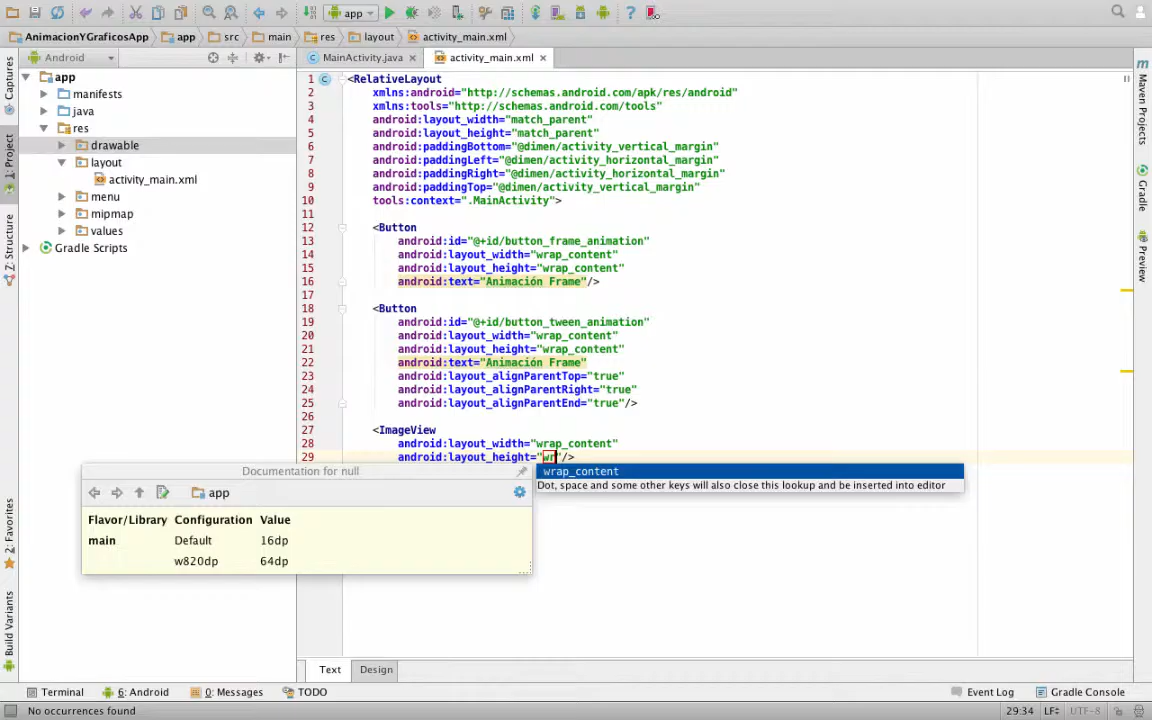 app
AnimacionYGraficosApp
app
src
main
res
layout
activity_main.xml
Android
MainActivity.java
activity_main.xml
Captures
1: Project
Z: Structure
2: Favorites
Build Variants
app
manifests
java
res
drawable
layout
activity_main.xml
menu
mipmap
values
Gradle Scripts
1 <RelativeLayout
2 xmlns:android="http://schemas.android.com/apk/res/android"
3 xmlns:tools="http://schemas.android.com/tools"
4 android:layout_width="match_parent"
5 android:layout_height="match_parent"
6 android:paddingBottom="@dimen/activity_vertical_margin"
7 android:paddingLeft="@dimen/activity_horizontal_margin"
8 android:paddingRight="@dimen/activity_horizontal_margin"
9 android:paddingTop="@dimen/activity_vertical_margin"
10 tools:context=".MainActivity">
11
12 <Button
13 android:id="@+id/button_frame_animation"
14 android:layout_width="wrap_content"
15 android:layout_height="wrap_content"
16 android:text="Animación Frame"/>
17
18 <Button
19 android:id="@+id/button_tween_animation"
20 android:layout_width="wrap_content"
21 android:layout_height="wrap_content"
22 android:text="Animación Frame"
23 android:layout_alignParentTop="true"
24 android:layout_alignParentRight="true"
25 android:layout_alignParentEnd="true"/>
26
27 <ImageView
28 android:layout_width="wrap_content"
29 android:layout_height="wr"/>
wrap_content
Dot, space and some other keys will also close this lookup and be inserted into editor
Documentation for null
app
Flavor/Library Configuration Value
main Default 16dp
w820dp 64dp
Maven Projects
Gradle
Preview
Text
Design
Terminal
6: Android
0: Messages
TODO
Event Log
Gradle Console
No occurrences found
29:34
LF
UTF-8